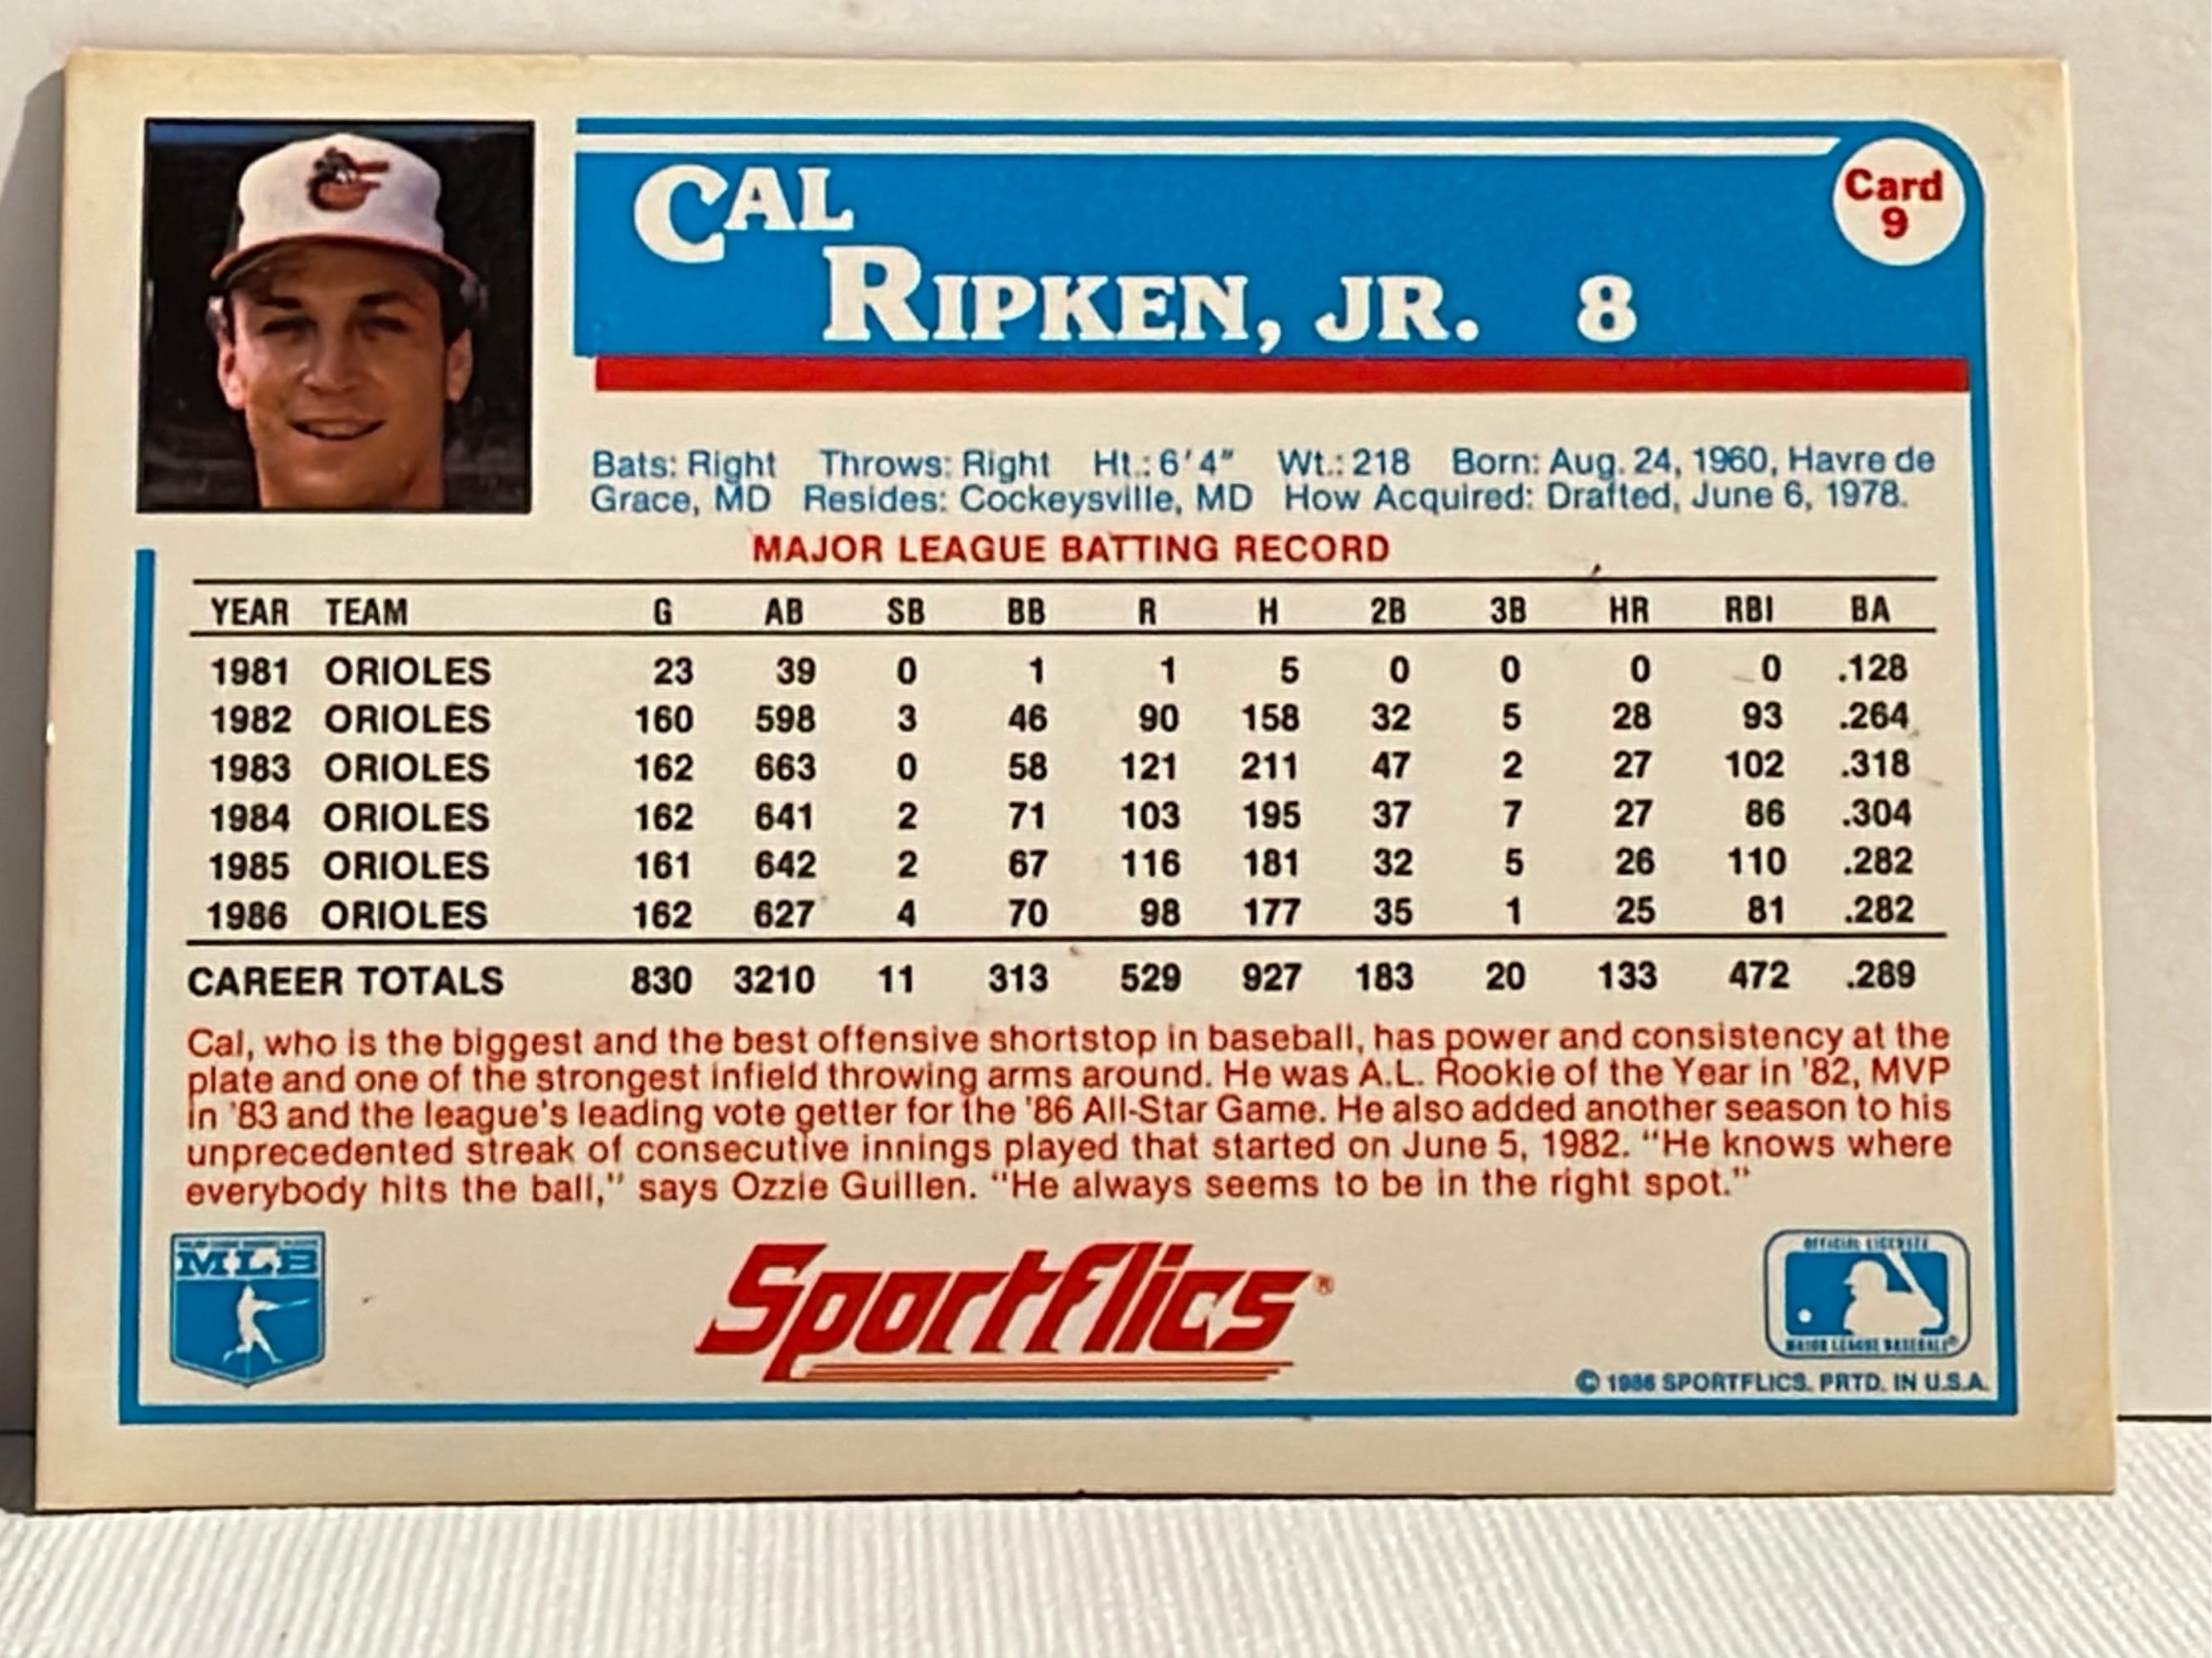 CAL
RIPKEN, JR. 8
Card
9
Bats: Right Throws: Right Ht.: 6'4" Wt.: 218 Born: Aug. 24, 1960, Havre de
Grace, MD Resides: Cockeysville, MD How Acquired: Drafted, June 6, 1978.
MAJOR LEAGUE BATTING RECORD
YEAR TEAM G AB SB BB R H 2B 3B HR RBI BA
1981 ORIOLES 23 39 0 1 1 5 0 0 0 0 .128
1982 ORIOLES 160 598 3 46 90 158 32 5 28 93 .264
1983 ORIOLES 162 663 0 58 121 211 47 2 27 102 .318
1984 ORIOLES 162 641 2 71 103 195 37 7 27 86 .304
1985 ORIOLES 161 642 2 67 116 181 32 5 26 110 .282
1986 ORIOLES 162 627 4 70 98 177 35 1 25 81 .282
CAREER TOTALS 830 3210 11 313 529 927 183 20 133 472 .289
Cal, who is the biggest and the best offensive shortstop in baseball, has power and consistency at the
plate and one of the strongest infield throwing arms around. He was A.L. Rookie of the Year in '82, MVP
in '83 and the league's leading vote getter for the '86 All-Star Game. He also added another season to his
unprecedented streak of consecutive innings played that started on June 5, 1982. "He knows where
everybody hits the ball," says Ozzie Guillen. "He always seems to be in the right spot."
MLB
Sportflics®
OFFICIAL LICENSEE
MAJOR LEAGUE BASEBALL®
© 1986 SPORTFLICS. PRTD. IN U.S.A.